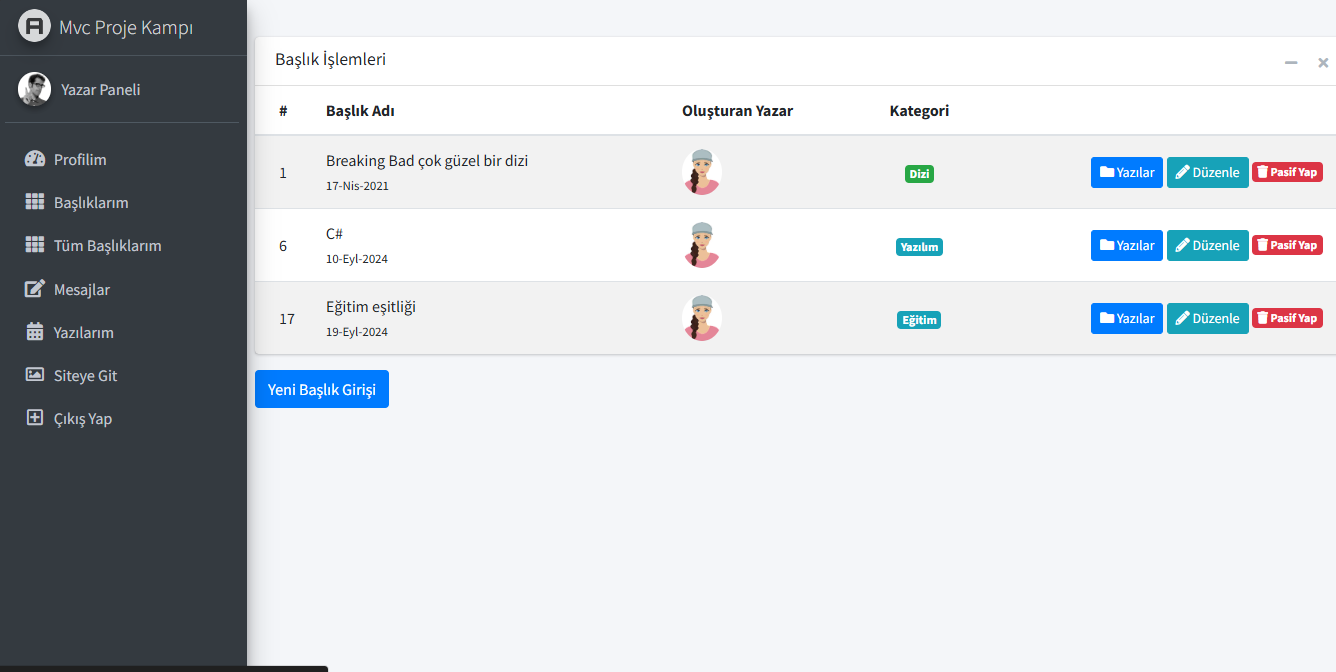 Mvc Proje Kampı
Yazar Paneli
Profilim
Başlıklarım
Tüm Başlıklarım
Mesajlar
Yazılarım
Siteye Git
Çıkış Yap
Başlık İşlemleri
# Başlık Adı Oluşturan Yazar Kategori
1 Breaking Bad çok güzel bir dizi Dizi Yazılar Düzenle Pasif Yap
17-Nis-2021
6 C# Yazılım Yazılar Düzenle Pasif Yap
10-Eyl-2024
17 Eğitim eşitliği Eğitim Yazılar Düzenle Pasif Yap
19-Eyl-2024
Yeni Başlık Girişi